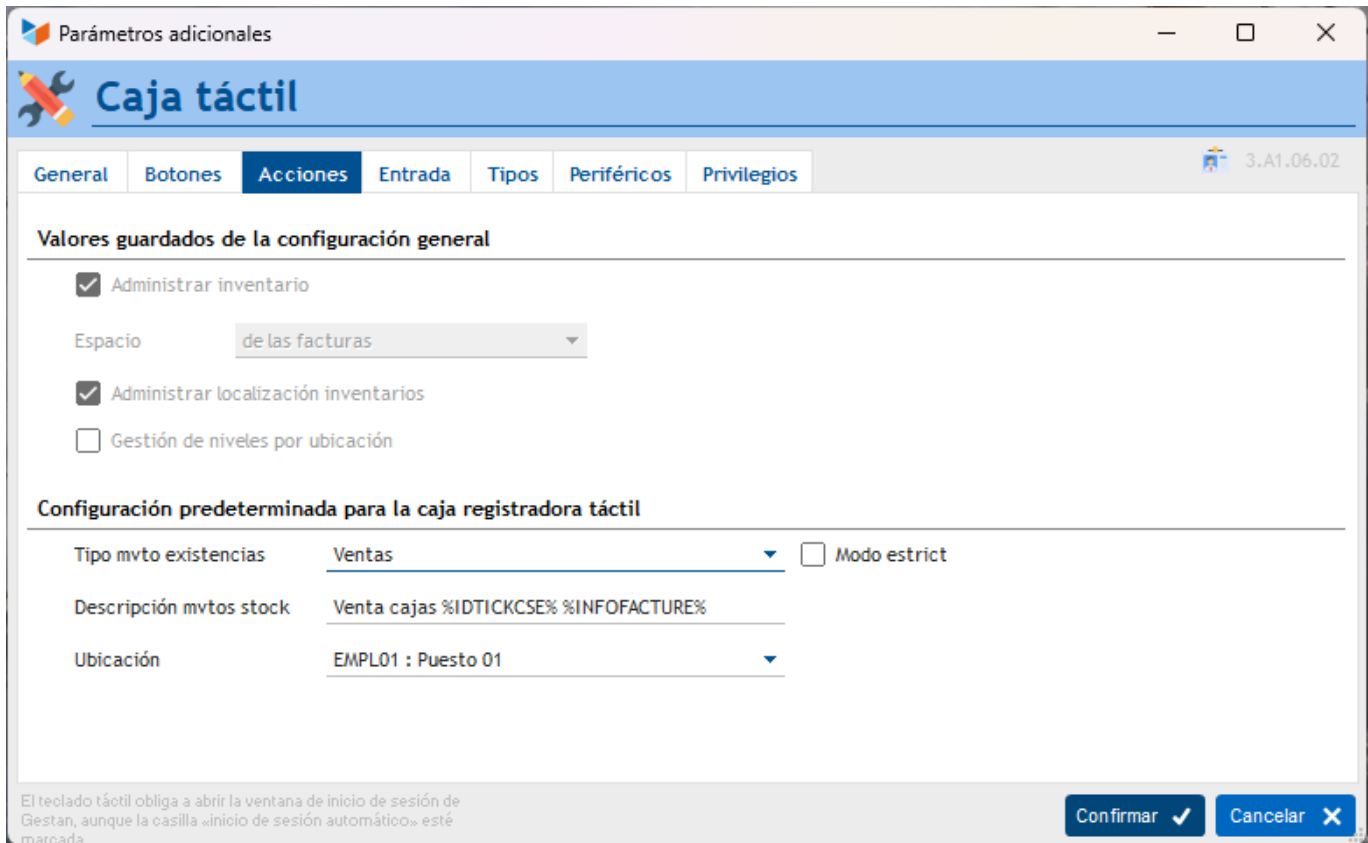 Parámetros adicionales
Caja táctil
General Botones Acciones Entrada Tipos Periféricos Privilegios 3.A1.06.02
Valores guardados de la configuración general
Administrar inventario
Espacio de las facturas
Administrar localización inventarios
Gestión de niveles por ubicación
Configuración predeterminada para la caja registradora táctil
Tipo mvto existencias Ventas Modo estrict
Descripción mvtos stock Venta cajas %IDTICKCSE% %INFOFACTURE%
Ubicación EMPL01 : Puesto 01
El teclado táctil obliga a abrir la ventana de inicio de sesión de
Gestan, aunque la casilla «inicio de sesión automático» esté
marcada
Confirmar Cancelar